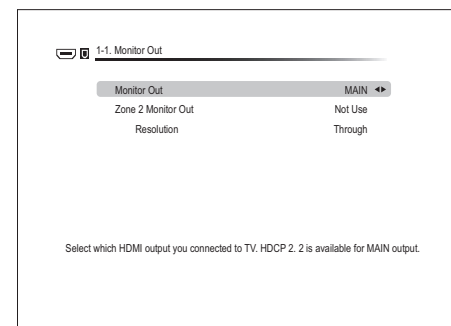 1-1. Monitor Out
Monitor Out MAIN
Zone 2 Monitor Out Not Use
Resolution Through
Select which HDMI output you connected to TV. HDCP 2. 2 is available for MAIN output.